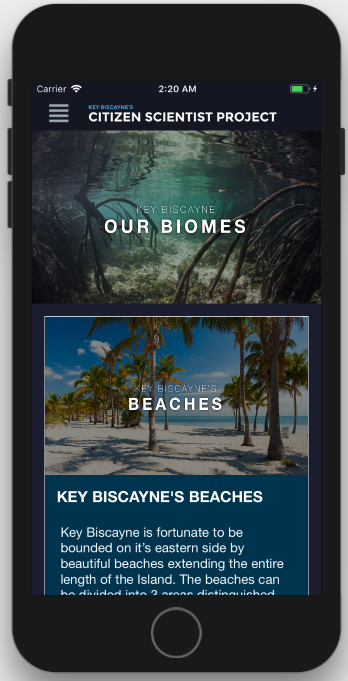 Carrier 2:20 AM
KEY BISCAYNE'S
CITIZEN SCIENTIST PROJECT
KEY BISCAYNE
OUR BIOMES
KEY BISCAYNE'S
BEACHES
KEY BISCAYNE'S BEACHES
Key Biscayne is fortunate to be
bounded on it's eastern side by
beautiful beaches extending the entire
length of the Island. The beaches can
be divided into 3 areas distinguished